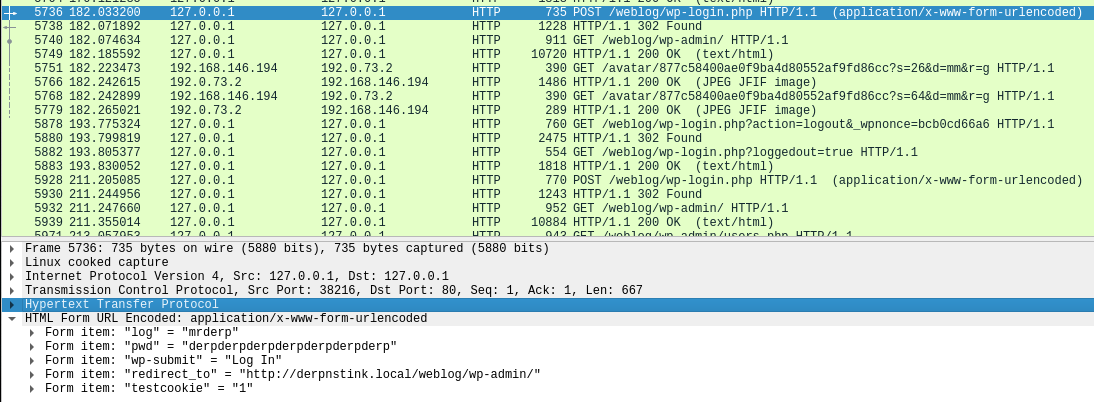 5736 182.033200 127.0.0.1 127.0.0.1 HTTP 735 POST /weblog/wp-login.php HTTP/1.1 (application/x-www-form-urlencoded)
5738 182.071892 127.0.0.1 127.0.0.1 HTTP 1228 HTTP/1.1 302 Found
5740 182.074634 127.0.0.1 127.0.0.1 HTTP 911 GET /weblog/wp-admin/ HTTP/1.1
5749 182.185592 127.0.0.1 127.0.0.1 HTTP 10720 HTTP/1.1 200 OK (text/html)
5751 182.223473 192.168.146.194 192.0.73.2 HTTP 390 GET /avatar/877c58400ae0f9ba4d80552af9fd86cc?s=26&d=mm&r=g HTTP/1.1
5766 182.242615 192.0.73.2 192.168.146.194 HTTP 1486 HTTP/1.1 200 OK (JPEG JFIF image)
5768 182.242899 192.168.146.194 192.0.73.2 HTTP 390 GET /avatar/877c58400ae0f9ba4d80552af9fd86cc?s=64&d=mm&r=g HTTP/1.1
5779 182.265021 192.0.73.2 192.168.146.194 HTTP 289 HTTP/1.1 200 OK (JPEG JFIF image)
5878 193.775324 127.0.0.1 127.0.0.1 HTTP 760 GET /weblog/wp-login.php?action=logout&_wpnonce=bcb0cd66a6 HTTP/1.1
5880 193.799819 127.0.0.1 127.0.0.1 HTTP 2475 HTTP/1.1 302 Found
5882 193.805377 127.0.0.1 127.0.0.1 HTTP 554 GET /weblog/wp-login.php?loggedout=true HTTP/1.1
5883 193.830052 127.0.0.1 127.0.0.1 HTTP 1818 HTTP/1.1 200 OK (text/html)
5928 211.205085 127.0.0.1 127.0.0.1 HTTP 770 POST /weblog/wp-login.php HTTP/1.1 (application/x-www-form-urlencoded)
5930 211.244956 127.0.0.1 127.0.0.1 HTTP 1243 HTTP/1.1 302 Found
5932 211.247660 127.0.0.1 127.0.0.1 HTTP 952 GET /weblog/wp-admin/ HTTP/1.1
5939 211.355014 127.0.0.1 127.0.0.1 HTTP 10884 HTTP/1.1 200 OK (text/html)
5971 213.057953 127.0.0.1 127.0.0.1 HTTP 943 GET /weblog/wp-admin/users.php HTTP/1.1
Frame 5736: 735 bytes on wire (5880 bits), 735 bytes captured (5880 bits)
Linux cooked capture
Internet Protocol Version 4, Src: 127.0.0.1, Dst: 127.0.0.1
Transmission Control Protocol, Src Port: 38216, Dst Port: 80, Seq: 1, Ack: 1, Len: 667
Hypertext Transfer Protocol
HTML Form URL Encoded: application/x-www-form-urlencoded
Form item: "log" = "mrderp"
Form item: "pwd" = "derpderpderpderpderpderpderp"
Form item: "wp-submit" = "Log In"
Form item: "redirect_to" = "http://derpnstink.local/weblog/wp-admin/"
Form item: "testcookie" = "1"